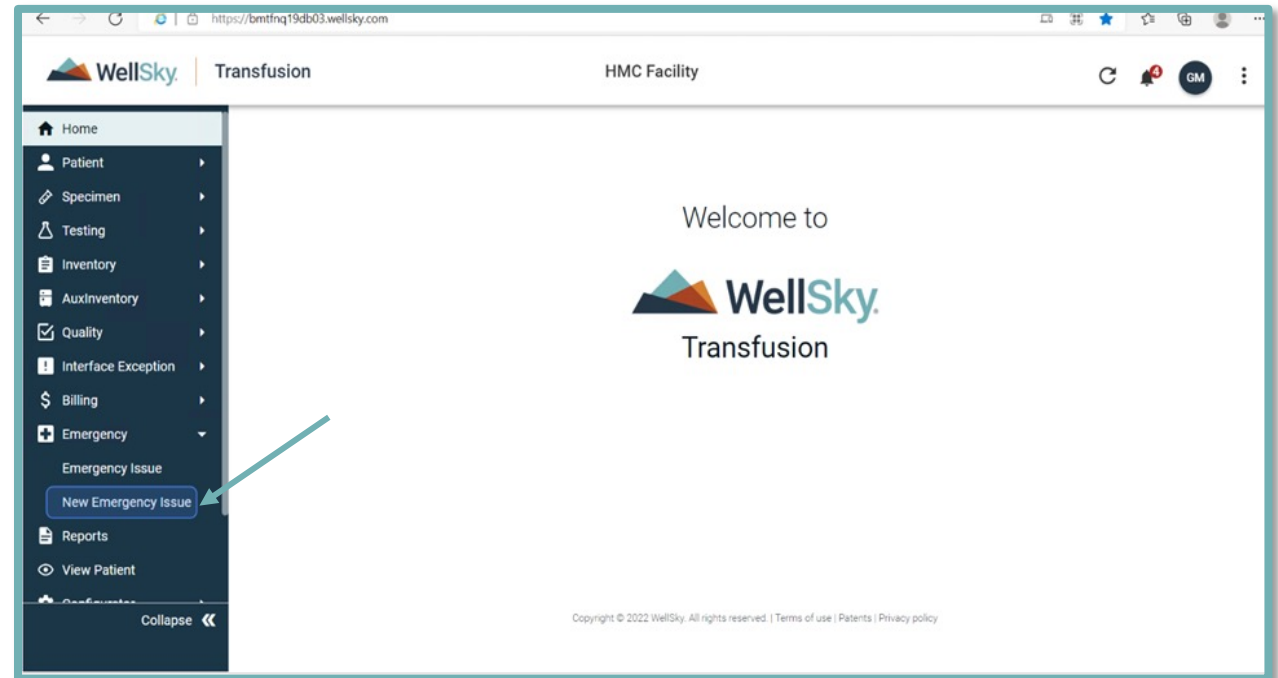 https://bmtfnq19db03.wellsky.com
WellSky. Transfusion HMC Facility 4 GM
Home
Patient
Specimen
Testing
Inventory
AuxInventory
Quality
Interface Exception
$ Billing
Emergency
Emergency Issue
New Emergency Issue
Reports
View Patient
Collapse
Welcome to
WellSky.
Transfusion
Copyright © 2022 WellSky. All rights reserved. | Terms of use | Patents | Privacy policy